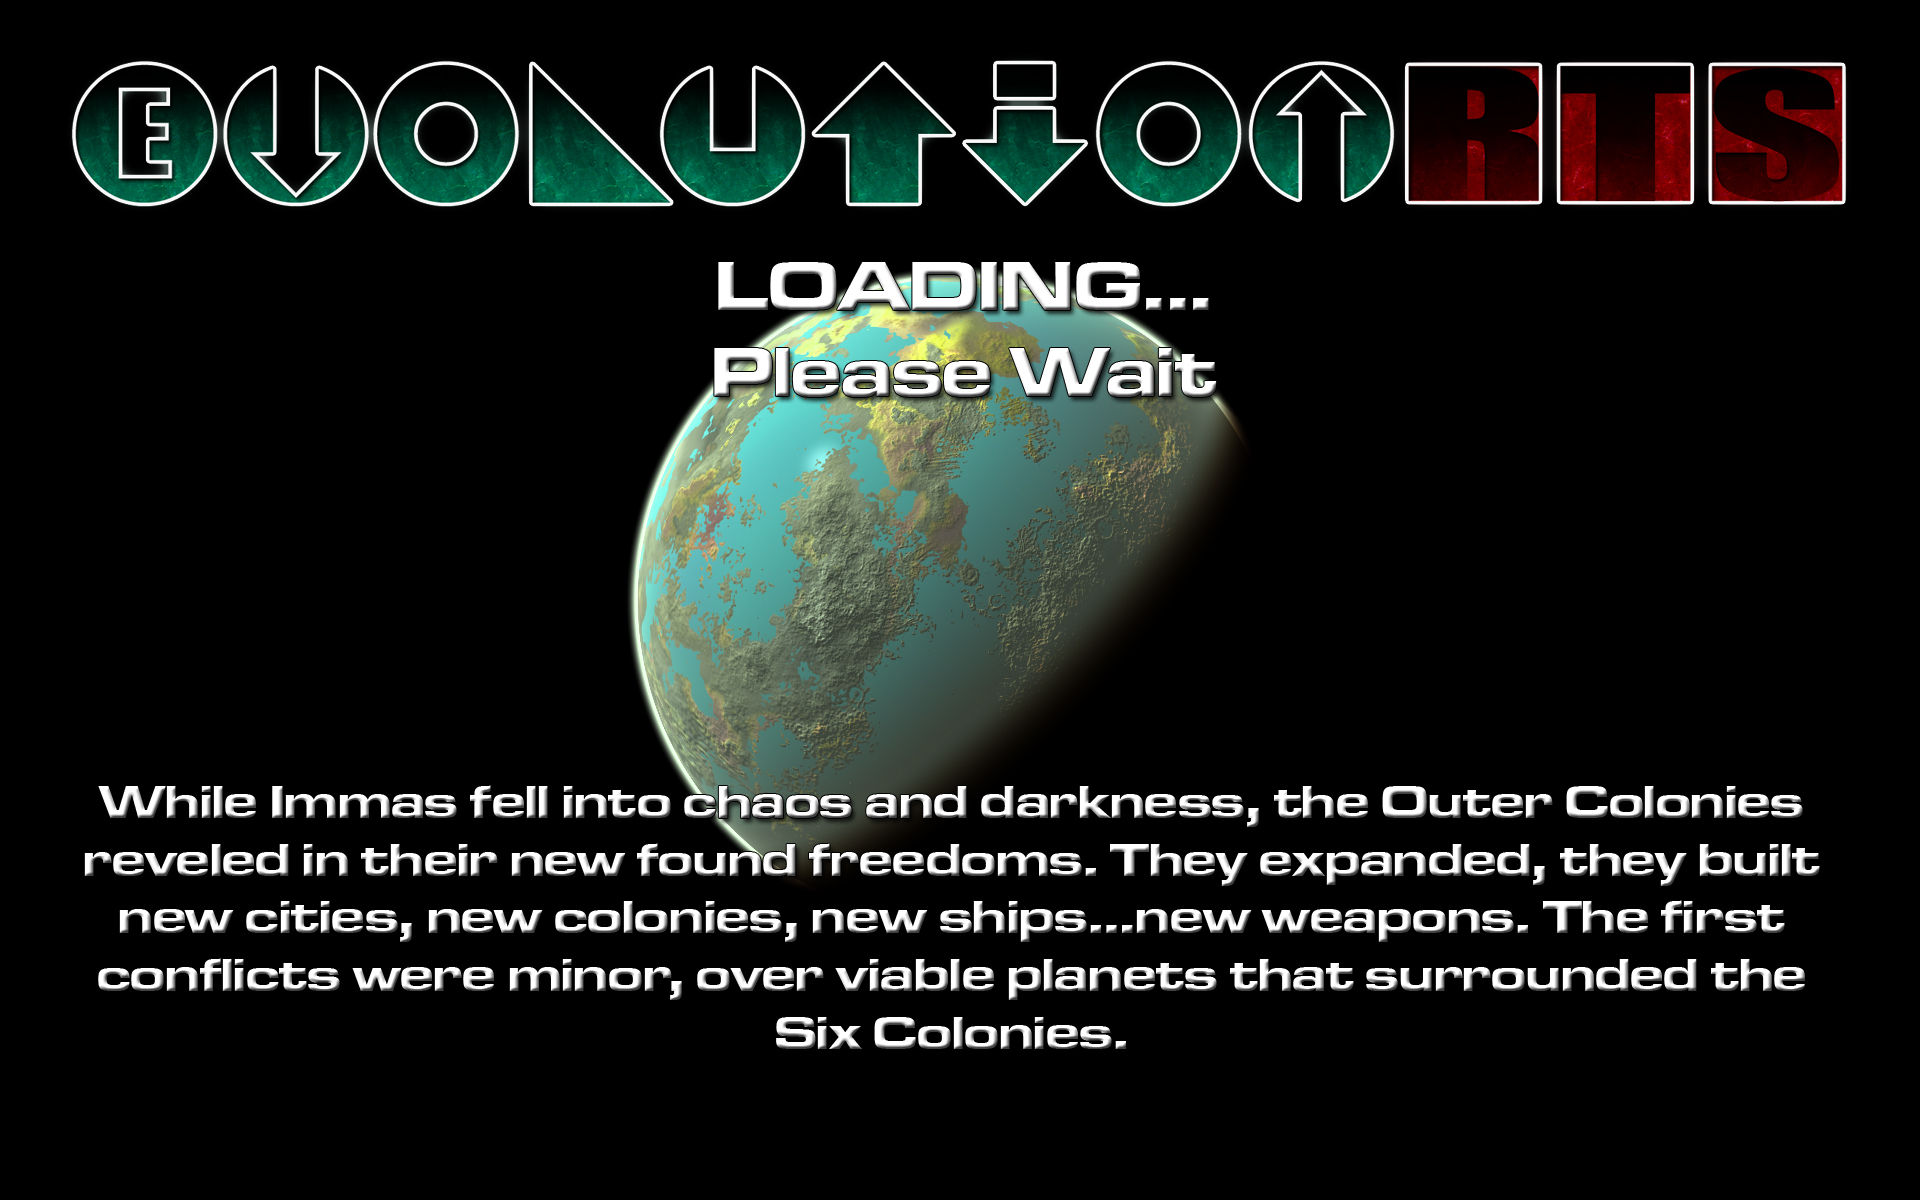 EVOLUTION RTS
LOADING...
Please Wait
While Immas fell into chaos and darkness, the Outer Colonies
reveled in their new found freedoms. They expanded, they built
new cities, new colonies, new ships...new weapons. The first
conflicts were minor, over viable planets that surrounded the
Six Colonies.